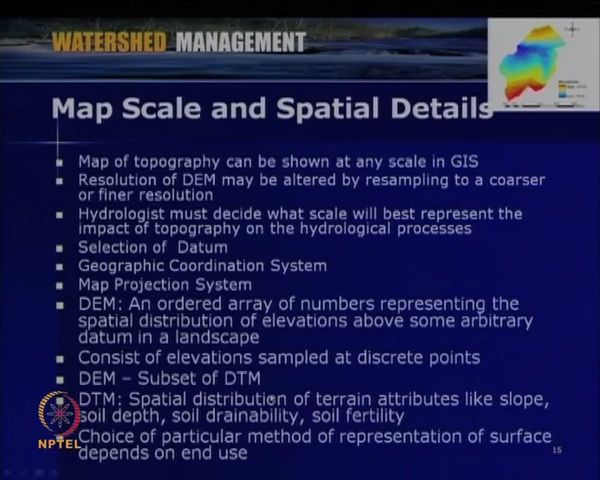 WATERSHED MANAGEMENT
Map Scale and Spatial Details
Map of topography can be shown at any scale in GIS
Resolution of DEM may be altered by resampling to a coarser
or finer resolution
Hydrologist must decide what scale will best represent the
impact of topography on the hydrological processes
Selection of Datum
Geographic Coordination System
Map Projection System
DEM: An ordered array of numbers representing the
spatial distribution of elevations above some arbitrary
datum in a landscape
Consist of elevations sampled at discrete points
DEM – Subset of DTM
DTM: Spatial distribution of terrain attributes like slope,
soil depth, soil drainability, soil fertility
Choice of particular method of representation of surface
depends on end use
NPTEL
15